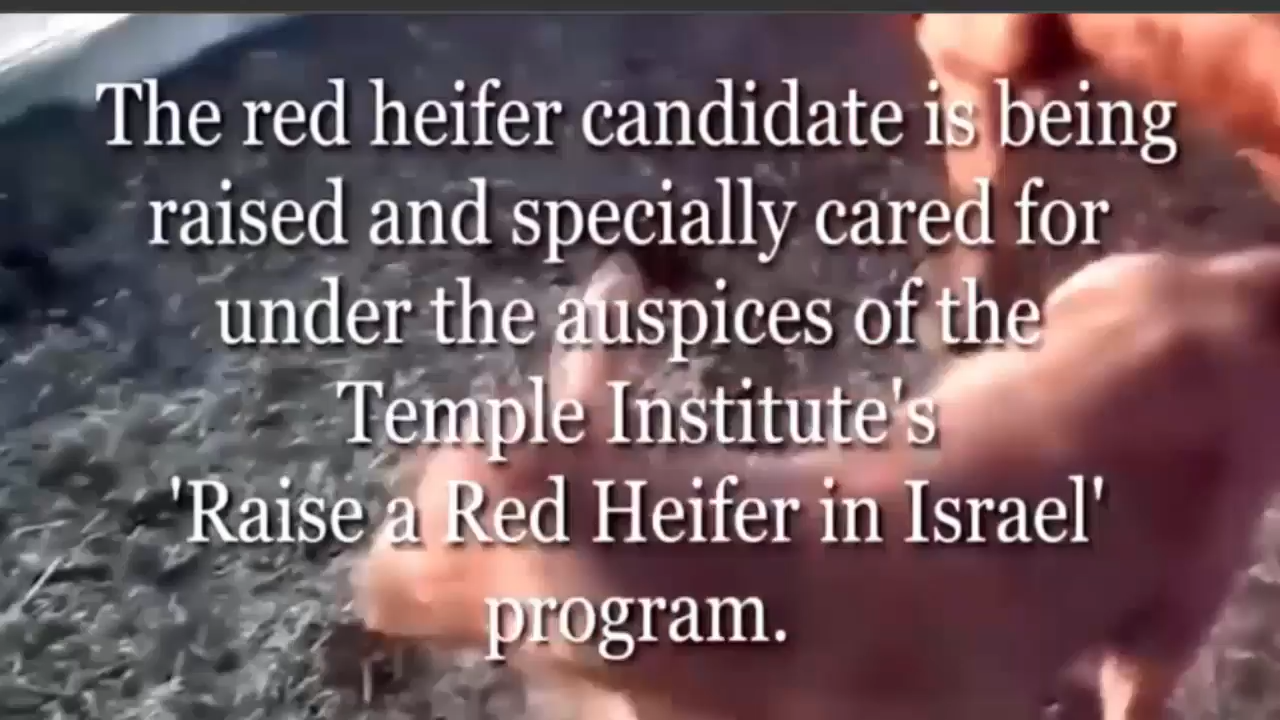 The red heifer candidate is being
raised and specially cared for
under the auspices of the
Temple Institute's
'Raise a Red Heifer in Israel'
program.